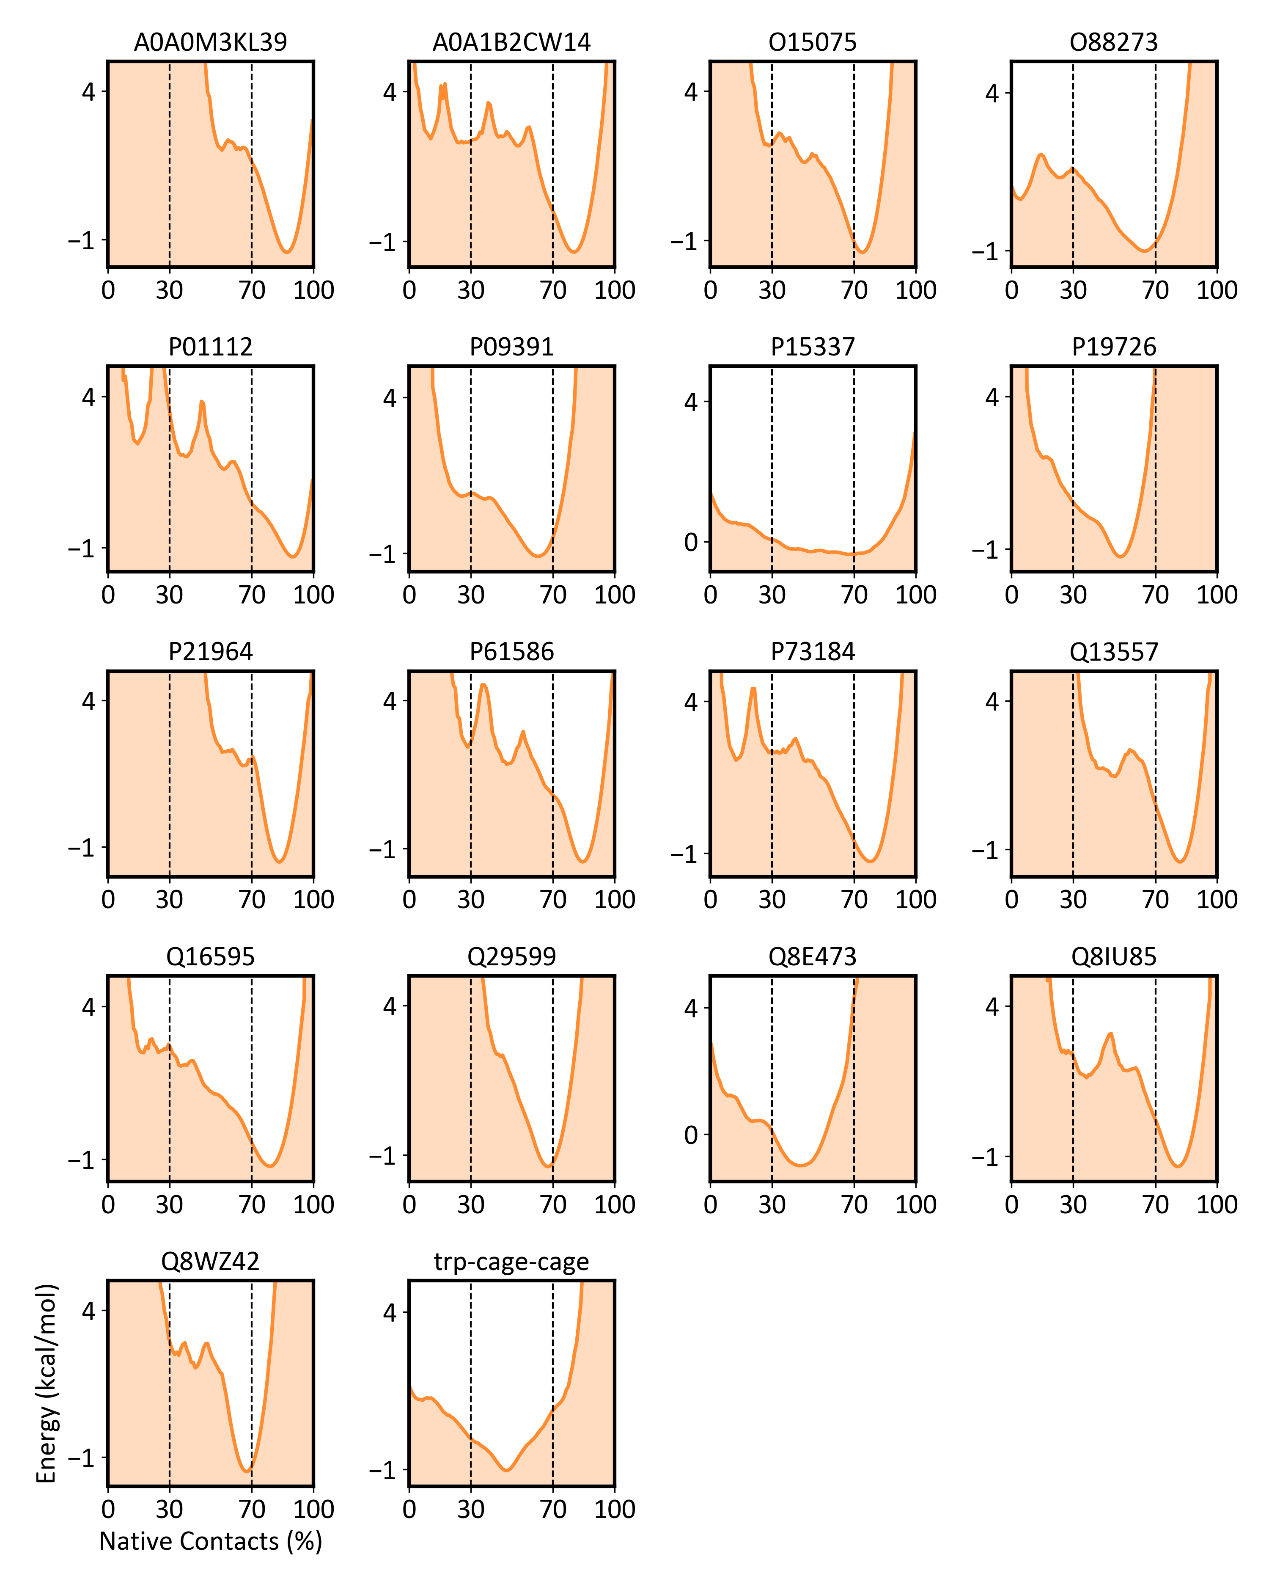 A0A0M3KL39 A0A1B2CW14 O15075 O88273
4 4 4 4
−1 −1 −1 −1
0 30 70 100 0 30 70 100 0 30 70 100 0 30 70 100
P01112 P09391 P15337 P19726
4 4 4 4
−1 −1 0 −1
0 30 70 100 0 30 70 100 0 30 70 100 0 30 70 100
P21964 P61586 P73184 Q13557
4 4 4 4
−1 −1 −1 −1
0 30 70 100 0 30 70 100 0 30 70 100 0 30 70 100
Q16595 Q29599 Q8E473 Q8IU85
4 4 4 4
−1 −1 0 −1
0 30 70 100 0 30 70 100 0 30 70 100 0 30 70 100
Q8WZ42 trp-cage-cage
4 4
−1 −1
0 30 70 100 0 30 70 100
Energy (kcal/mol)
Native Contacts (%)